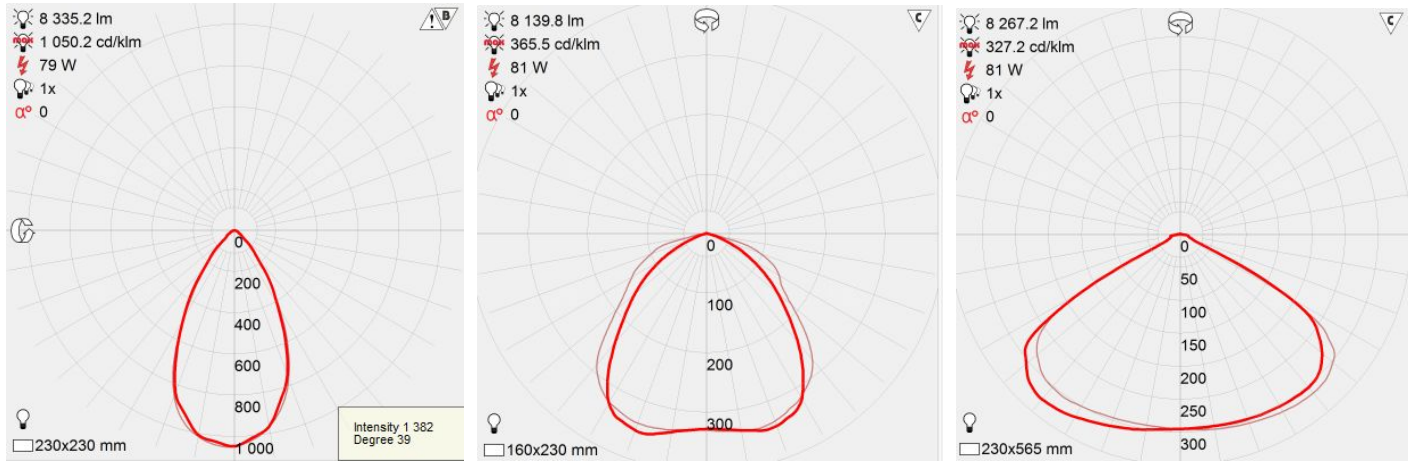 8 335.2 lm
max 1 050.2 cd/klm
79 W
1x
α° 0
B
0
200
400
600
800
1 000
230x230 mm
Intensity 1 382
Degree 39
8 139.8 lm
max 365.5 cd/klm
81 W
1x
α° 0
C
0
100
200
300
160x230 mm
8 267.2 lm
max 327.2 cd/klm
81 W
1x
α° 0
C
0
50
100
150
200
250
300
230x565 mm